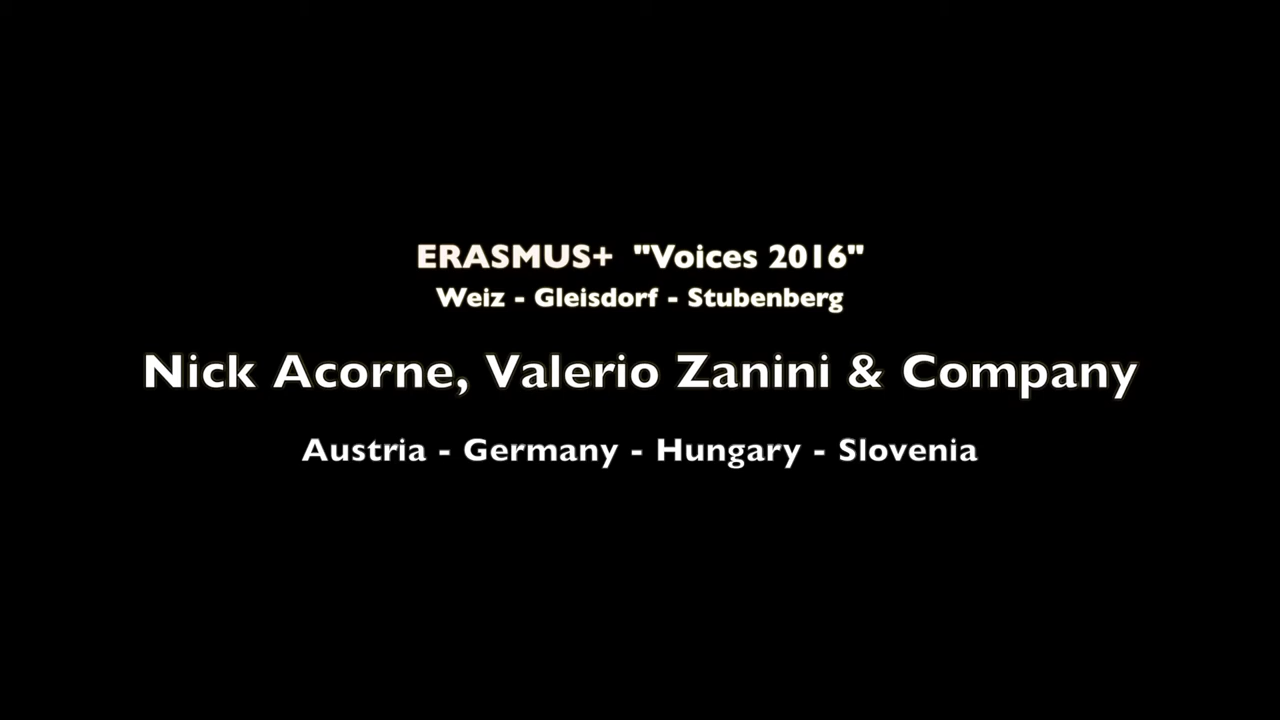 ERASMUS+ "Voices 2016"
Weiz - Gleisdorf - Stubenberg
Nick Acorne, Valerio Zanini & Company
Austria - Germany - Hungary - Slovenia